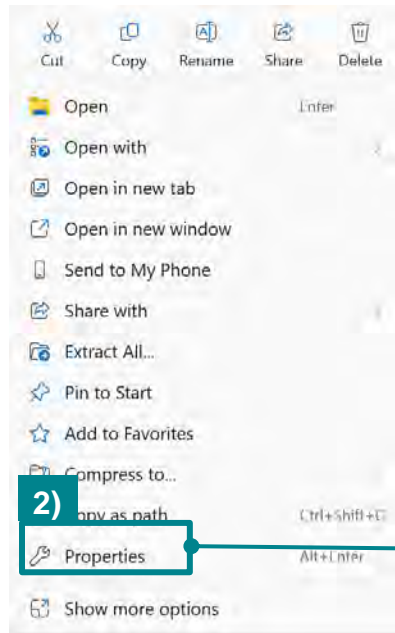 Cut Copy Rename Share Delete
Open Enter
Open with
Open in new tab
Open in new window
Send to My Phone
Share with
Extract All...
Pin to Start
Add to Favorites
Compress to...
2)
as path
Properties Alt+Enter
Show more options